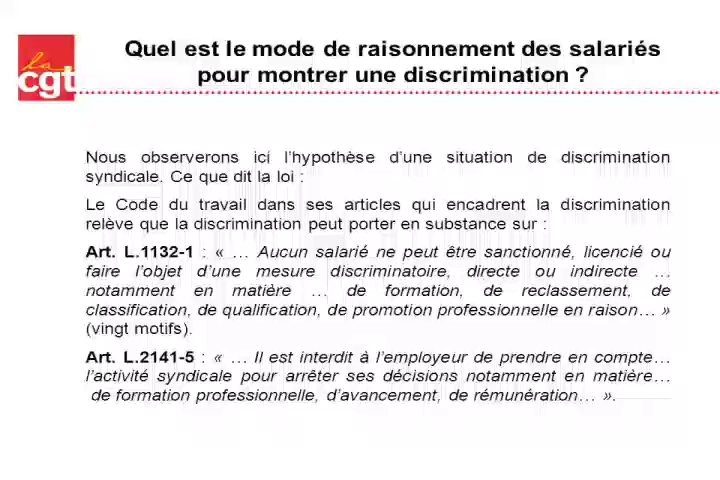 la
cgt
Quel est le mode de raisonnement des salariés
pour montrer une discrimination ?
Nous observerons ici l'hypothèse d'une situation de discrimination
syndicale. Ce que dit la loi :
Le Code du travail dans ses articles qui encadrent la discrimination
relève que la discrimination peut porter en substance sur :
Art. L.1132-1 : « … Aucun salarié ne peut être sanctionné, licencié ou
faire l'objet d'une mesure discriminatoire, directe ou indirecte …
notamment en matière … de formation, de reclassement, de
classification, de qualification, de promotion professionnelle en raison… »
(vingt motifs).
Art. L.2141-5 : « … Il est interdit à l'employeur de prendre en compte…
l'activité syndicale pour arrêter ses décisions notamment en matière…
de formation professionnelle, d'avancement, de rémunération… ».